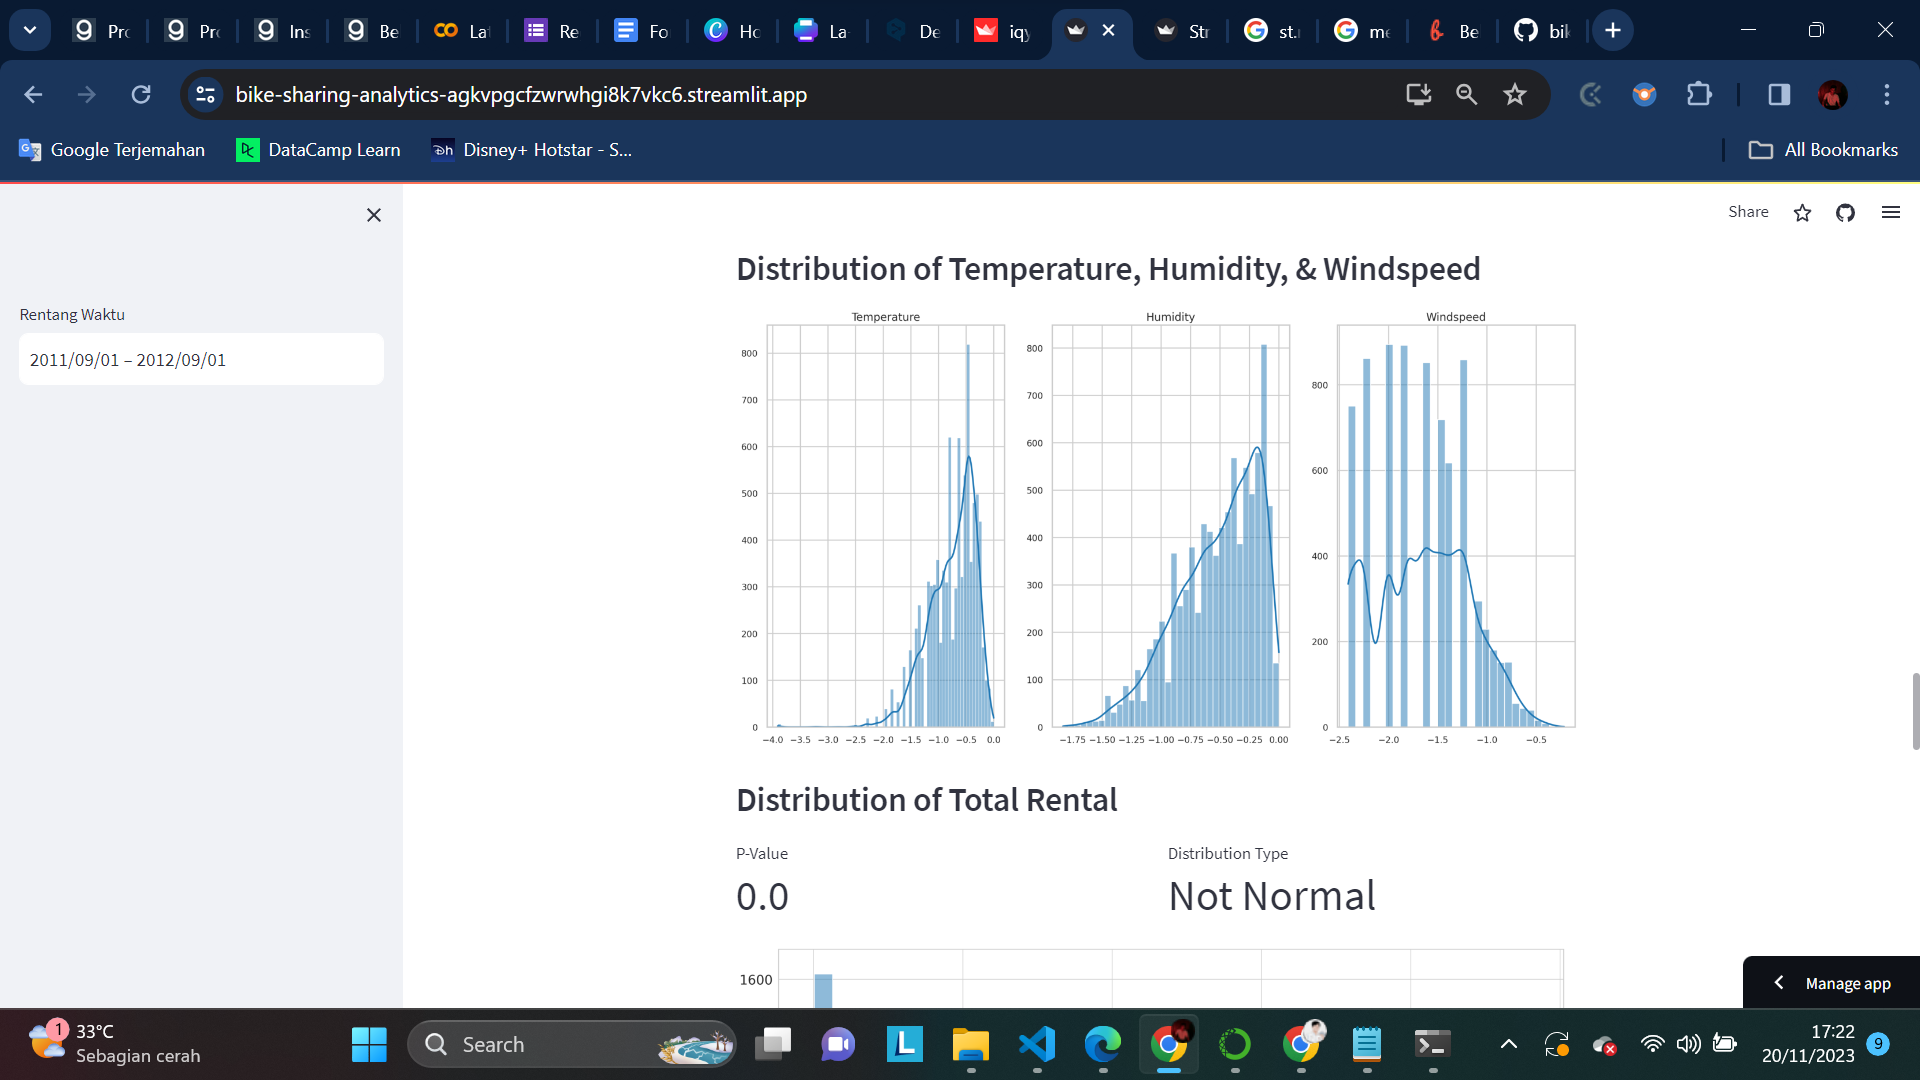 Pro
Pro
Ins
Be
La
Re
Fo
Ho
La
De
iqy
Str
st.
me
Be
bik
bike-sharing-analytics-agkvpgcfzwrwhgi8k7vkc6.streamlit.app
Google Terjemahan
DataCamp Learn
Disney+ Hotstar - S...
All Bookmarks
Share
Rentang Waktu
2011/09/01 – 2012/09/01
Distribution of Temperature, Humidity, & Windspeed
Temperature
800
700
600
500
400
300
200
100
0
−4.0 −3.5 −3.0 −2.5 −2.0 −1.5 −1.0 −0.5 0.0
Humidity
800
700
600
500
400
300
200
100
0
−1.75 −1.50 −1.25 −1.00 −0.75 −0.50 −0.25 0.00
Windspeed
800
600
400
200
0
−2.5 −2.0 −1.5 −1.0 −0.5
Distribution of Total Rental
P-Value
0.0
Distribution Type
Not Normal
1600
Manage app
1
33°C
Sebagian cerah
Search
17:22
20/11/2023
9